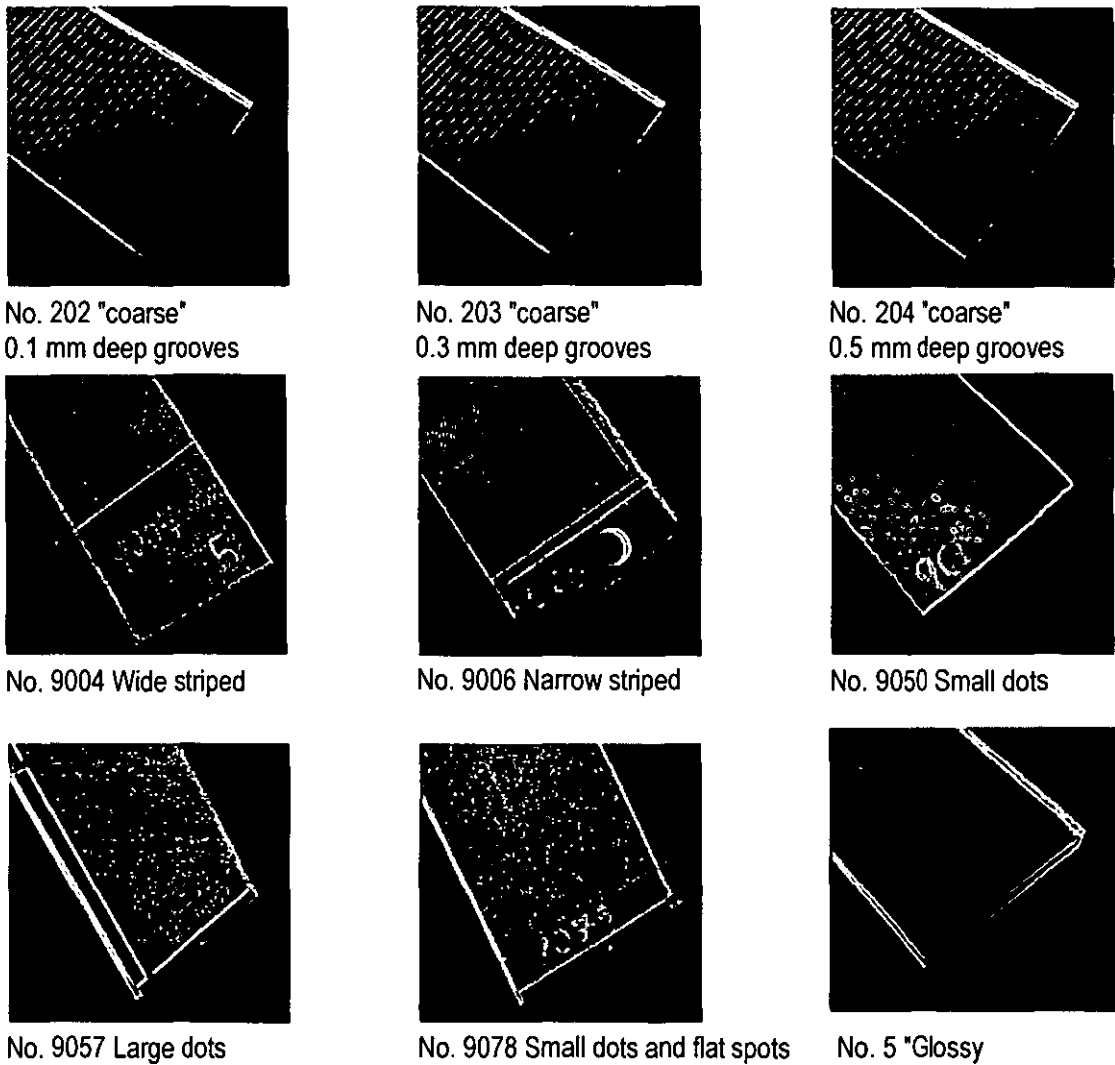 No. 202 "coarse"
0.1 mm deep grooves
No. 203 "coarse"
0.3 mm deep grooves
No. 204 "coarse"
0.5 mm deep grooves
5
No. 9004 Wide striped
No. 9006 Narrow striped
90
No. 9050 Small dots
No. 9057 Large dots
No. 9078 Small dots and flat spots
No. 5 "Glossy